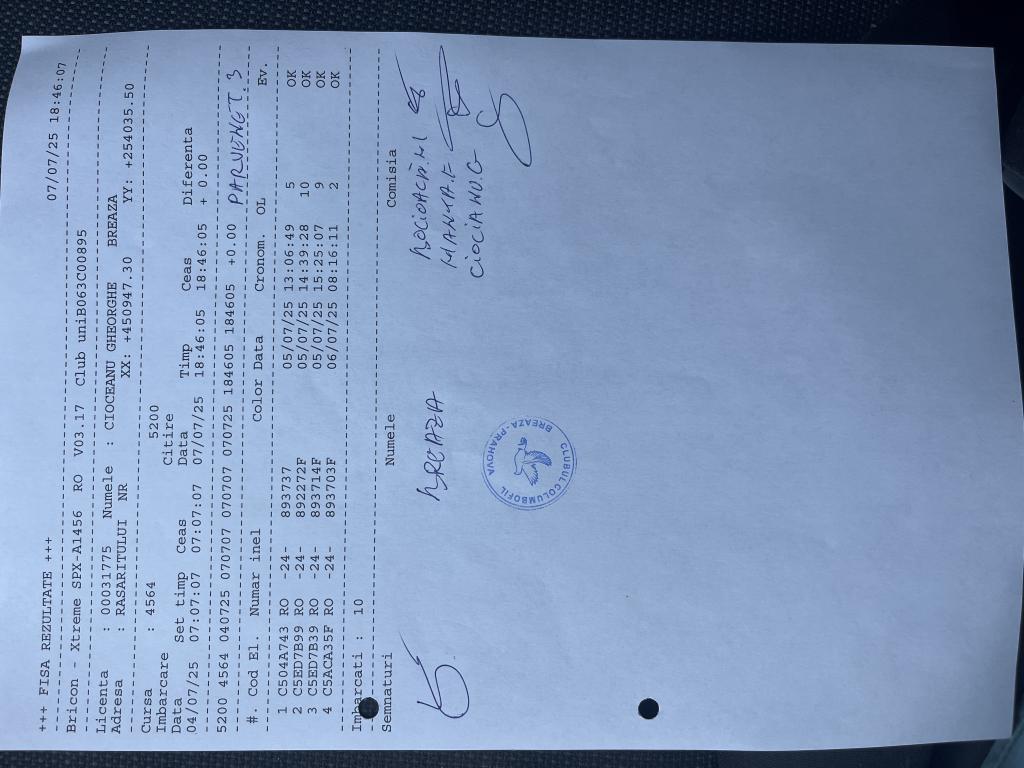 +++ FISA REZULTATE +++ 07/07/25 18:46:07
Bricon - Xtreme SPX-A1456 RO V03.17 Club uniB063C00895
Licenta : 00031775 Numele : CIOCEANU GHEORGHE BREAZA
Adresa : RASARITULUI NR XX: +450947.30 YY: +254035.50
Cursa : 4564 5200
Imbarcare Citire
Data Set timp Ceas Data Timp Ceas Diferenta
04/07/25 07:07:07 07:07:07 07/07/25 18:46:05 18:46:05 + 0.00
5200 4564 040725 070707 070707 070725 184605 184605 +0.00 PARVENGT. 3
#. Cod El. Numar inel Color Data Cronom. OL Ev.
1 C504A743 RO -24- 893737 05/07/25 13:06:49 5 OK
2 C5ED7B99 RO -24- 892272F 05/07/25 14:39:28 10 OK
3 C5ED7B39 RO -24- 893714F 05/07/25 15:25:07 9 OK
4 C5ACA35F RO -24- 893703F 06/07/25 08:16:11 2 OK
Imbarcati : 10
Semnaturi Numele Comisia
BREAZA
MANTA.F
CIOCIANU.G
CLUBUL COLUMBOFIL
BREAZA-PRAHOVA